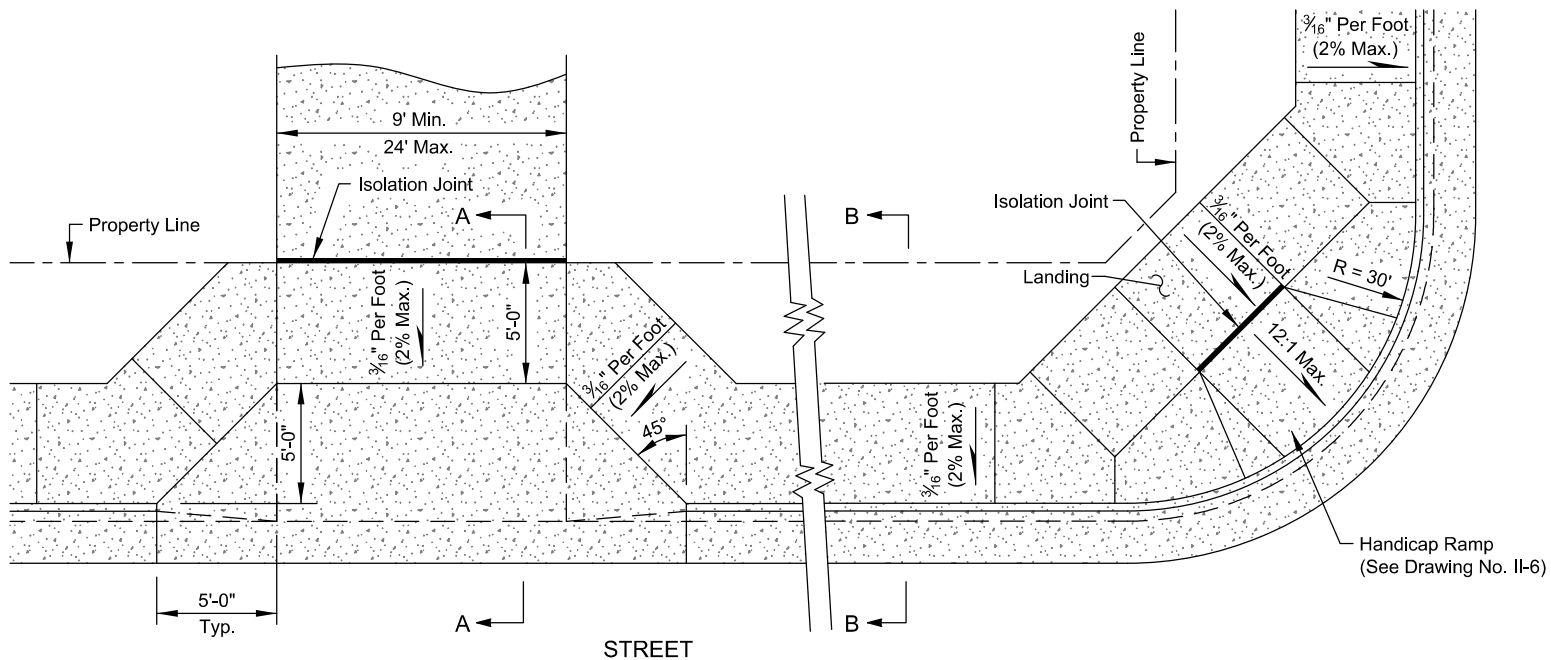 3/16" Per Foot
(2% Max.)
Property Line
9' Min.
24' Max.
Isolation Joint
A
B
Isolation Joint
Property Line
3/16" Per Foot
(2% Max.)
Landing
R = 30'
3/16" Per Foot
(2% Max.)
5'-0"
12:1 Max.
3/16" Per Foot
(2% Max.)
45°
5'-0"
3/16" Per Foot
(2% Max.)
Handicap Ramp
(See Drawing No. II-6)
5'-0"
Typ.
A
B
STREET